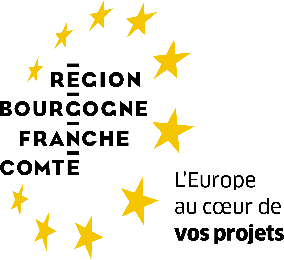 RÉGION
BOURGOGNE
FRANCHE
COMTÉ
L'Europe
au cœur de
vos projets